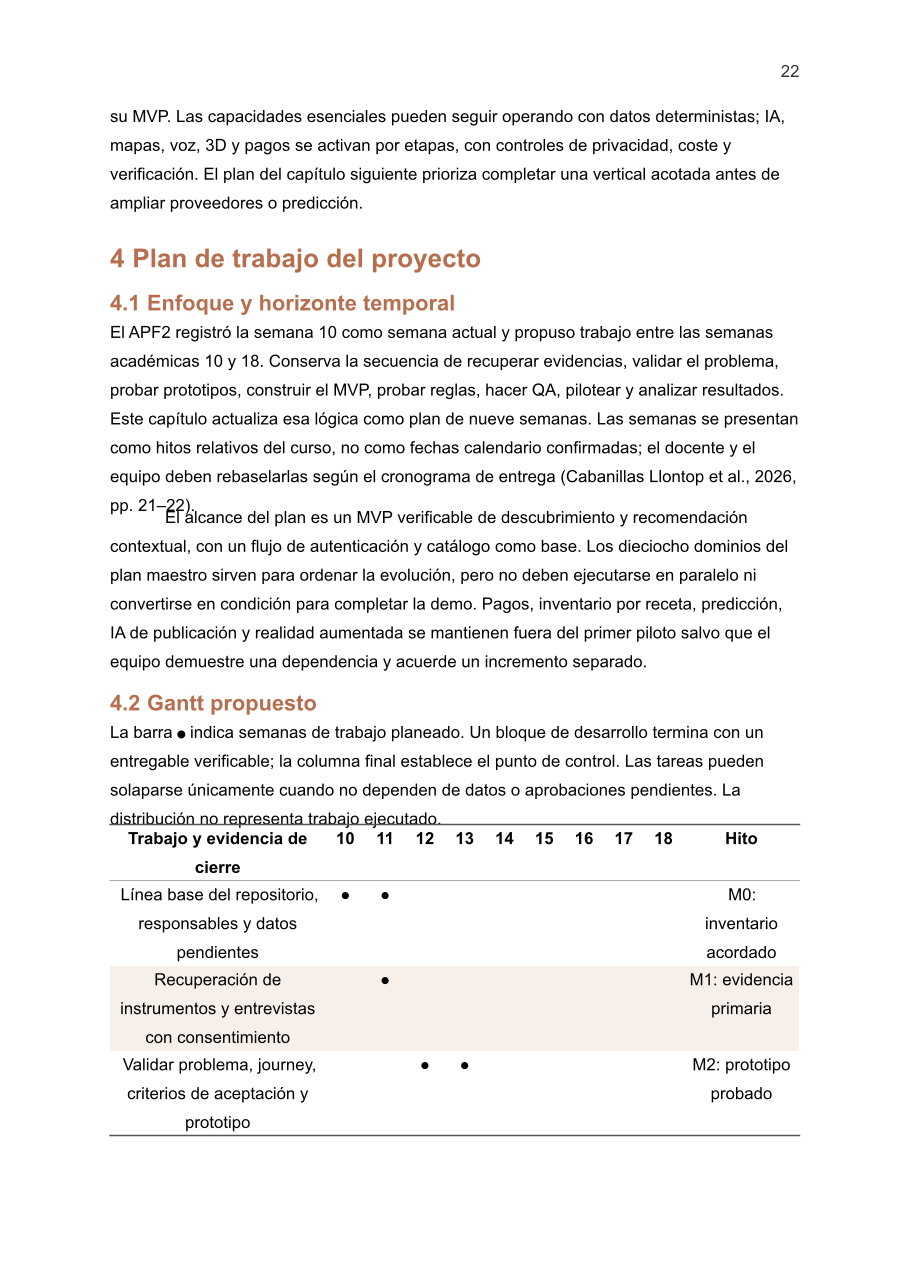 22
su MVP. Las capacidades esenciales pueden seguir operando con datos deterministas; IA,
mapas, voz, 3D y pagos se activan por etapas, con controles de privacidad, coste y
verificación. El plan del capítulo siguiente prioriza completar una vertical acotada antes de
ampliar proveedores o predicción.
4 Plan de trabajo del proyecto
4.1 Enfoque y horizonte temporal
El APF2 registró la semana 10 como semana actual y propuso trabajo entre las semanas
académicas 10 y 18. Conserva la secuencia de recuperar evidencias, validar el problema,
probar prototipos, construir el MVP, probar reglas, hacer QA, pilotear y analizar resultados.
Este capítulo actualiza esa lógica como plan de nueve semanas. Las semanas se presentan
como hitos relativos del curso, no como fechas calendario confirmadas; el docente y el
equipo deben rebaselarlas según el cronograma de entrega (Cabanillas Llontop et al., 2026,
pp. 21–22).
El alcance del plan es un MVP verificable de descubrimiento y recomendación
contextual, con un flujo de autenticación y catálogo como base. Los dieciocho dominios del
plan maestro sirven para ordenar la evolución, pero no deben ejecutarse en paralelo ni
convertirse en condición para completar la demo. Pagos, inventario por receta, predicción,
IA de publicación y realidad aumentada se mantienen fuera del primer piloto salvo que el
equipo demuestre una dependencia y acuerde un incremento separado.
4.2 Gantt propuesto
La barra ● indica semanas de trabajo planeado. Un bloque de desarrollo termina con un
entregable verificable; la columna final establece el punto de control. Las tareas pueden
solaparse únicamente cuando no dependen de datos o aprobaciones pendientes. La
distribución no representa trabajo ejecutado.
Trabajo y evidencia de 10 11 12 13 14 15 16 17 18 Hito
cierre
Línea base del repositorio, ● ● M0:
responsables y datos inventario
pendientes acordado
Recuperación de ● M1: evidencia
instrumentos y entrevistas primaria
con consentimiento
Validar problema, journey, ● ● M2: prototipo
criterios de aceptación y probado
prototipo